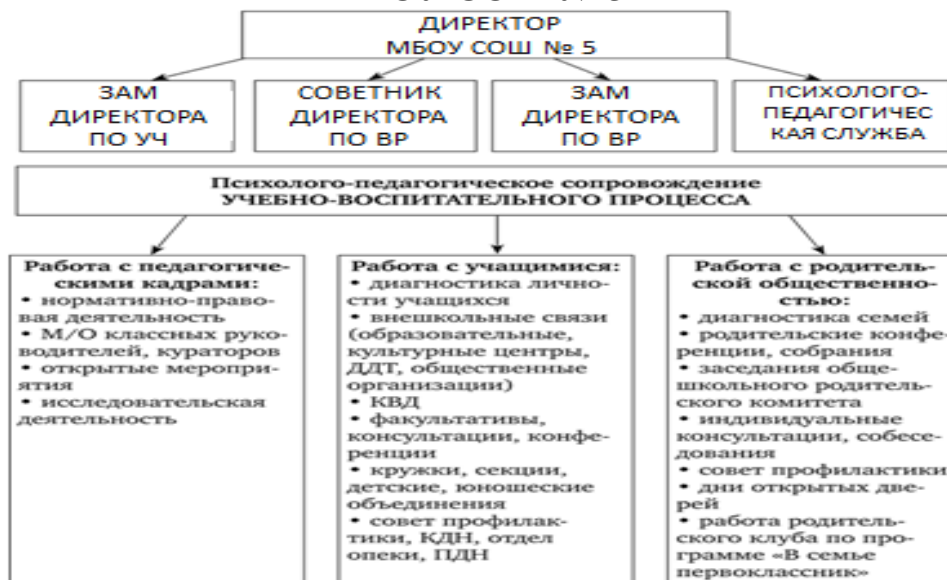 ДИРЕКТОР
МБОУ СОШ № 5
ЗАМ
ДИРЕКТОРА
ПО УЧ
СОВЕТНИК
ДИРЕКТОРА
ПО ВР
ЗАМ
ДИРЕКТОРА
ПО ВР
ПСИХОЛОГО-
ПЕДАГОГИЧЕС
КАЯ СЛУЖБА
Психолого-педагогическое сопровождение
УЧЕБНО-ВОСПИТАТЕЛЬНОГО ПРОЦЕССА
Работа с педагогиче-
скими кадрами:
• нормативно-право-
вая деятельность
• М/О классных руко-
водителей, кураторов
• открытые меропри-
ятия
• исследовательская
деятельность
Работа с учащимися:
• диагностика лично-
сти учащихся
• внешкольные связи
(образовательные,
культурные центры,
ДДТ, общественные
организации)
• КВД
• факультативы,
консультации, конфе-
ренции
• кружки, секции,
детские, юношеские
объединения
• совет профилак-
тики, КДН, отдел
опеки, ПДН
Работа с родитель-
ской общественно-
стью:
• диагностика семей
• родительские конфе-
ренции, собрания
• заседания обще-
школьного родитель-
ского комитета
• индивидуальные
консультации, собесе-
дования
• совет профилактики
• дни открытых две-
рей
• работа родитель-
ского клуба по про-
грамме «В семье
первоклассник»